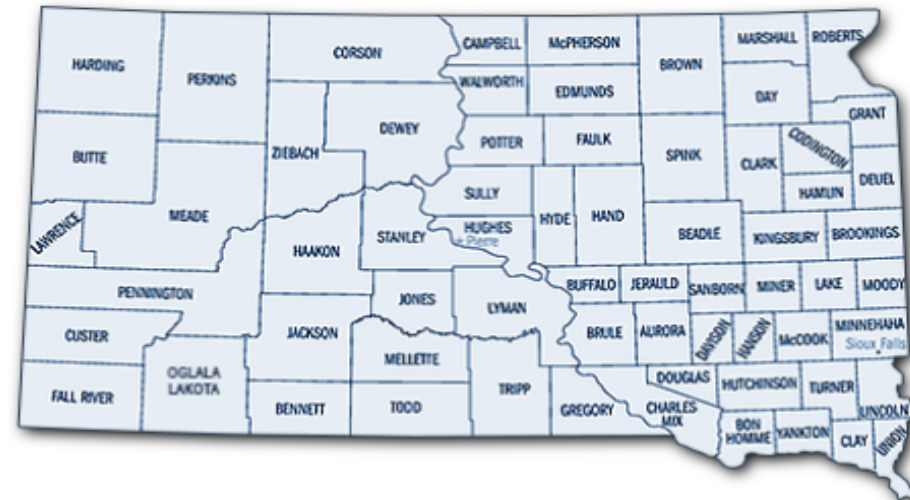 HARDING
PERKINS
CORSON
CAMPBELL
McPHERSON
BROWN
MARSHALL
ROBERTS
WALWORTH
EDMUNDS
DAY
GRANT
BUTTE
ZIEBACH
DEWEY
POTTER
FAULK
SPINK
CLARK
CODINGTON
HAMLIN
DEUEL
LAWRENCE
MEADE
HAAKON
STANLEY
SULLY
HUGHES
Pierre
HYDE
HAND
BEADLE
KINGSBURY
BROOKINGS
PENNINGTON
JONES
LYMAN
BUFFALO
JERAULD
SANBORN
MINER
LAKE
MOODY
CUSTER
JACKSON
MELLETTE
BRULE
AURORA
DAVISON
HANSON
McCOOK
MINNEHAHA
Sioux Falls
FALL RIVER
OGLALA
LAKOTA
BENNETT
TODD
TRIPP
GREGORY
CHARLES
MIX
DOUGLAS
HUTCHINSON
TURNER
LINCOLN
BON
HOMME
YANKTON
CLAY
UNION